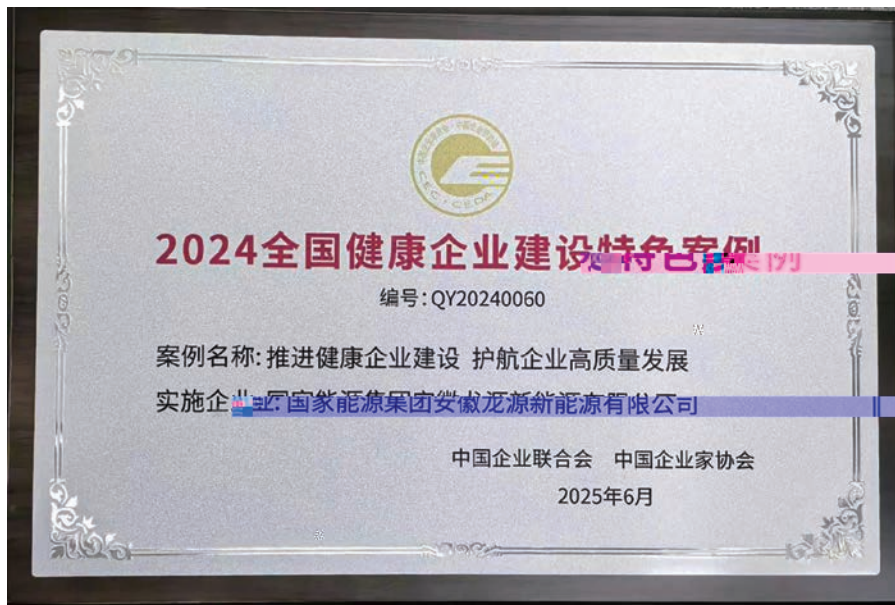 CEC·CEDA
2024全国健康企业建设特色案例
编号:QY20240060
案例名称:推进健康企业建设 护航企业高质量发展
实施企业:国家能源集团安徽龙源新能源有限公司
中国企业联合会 中国企业家协会
2025年6月